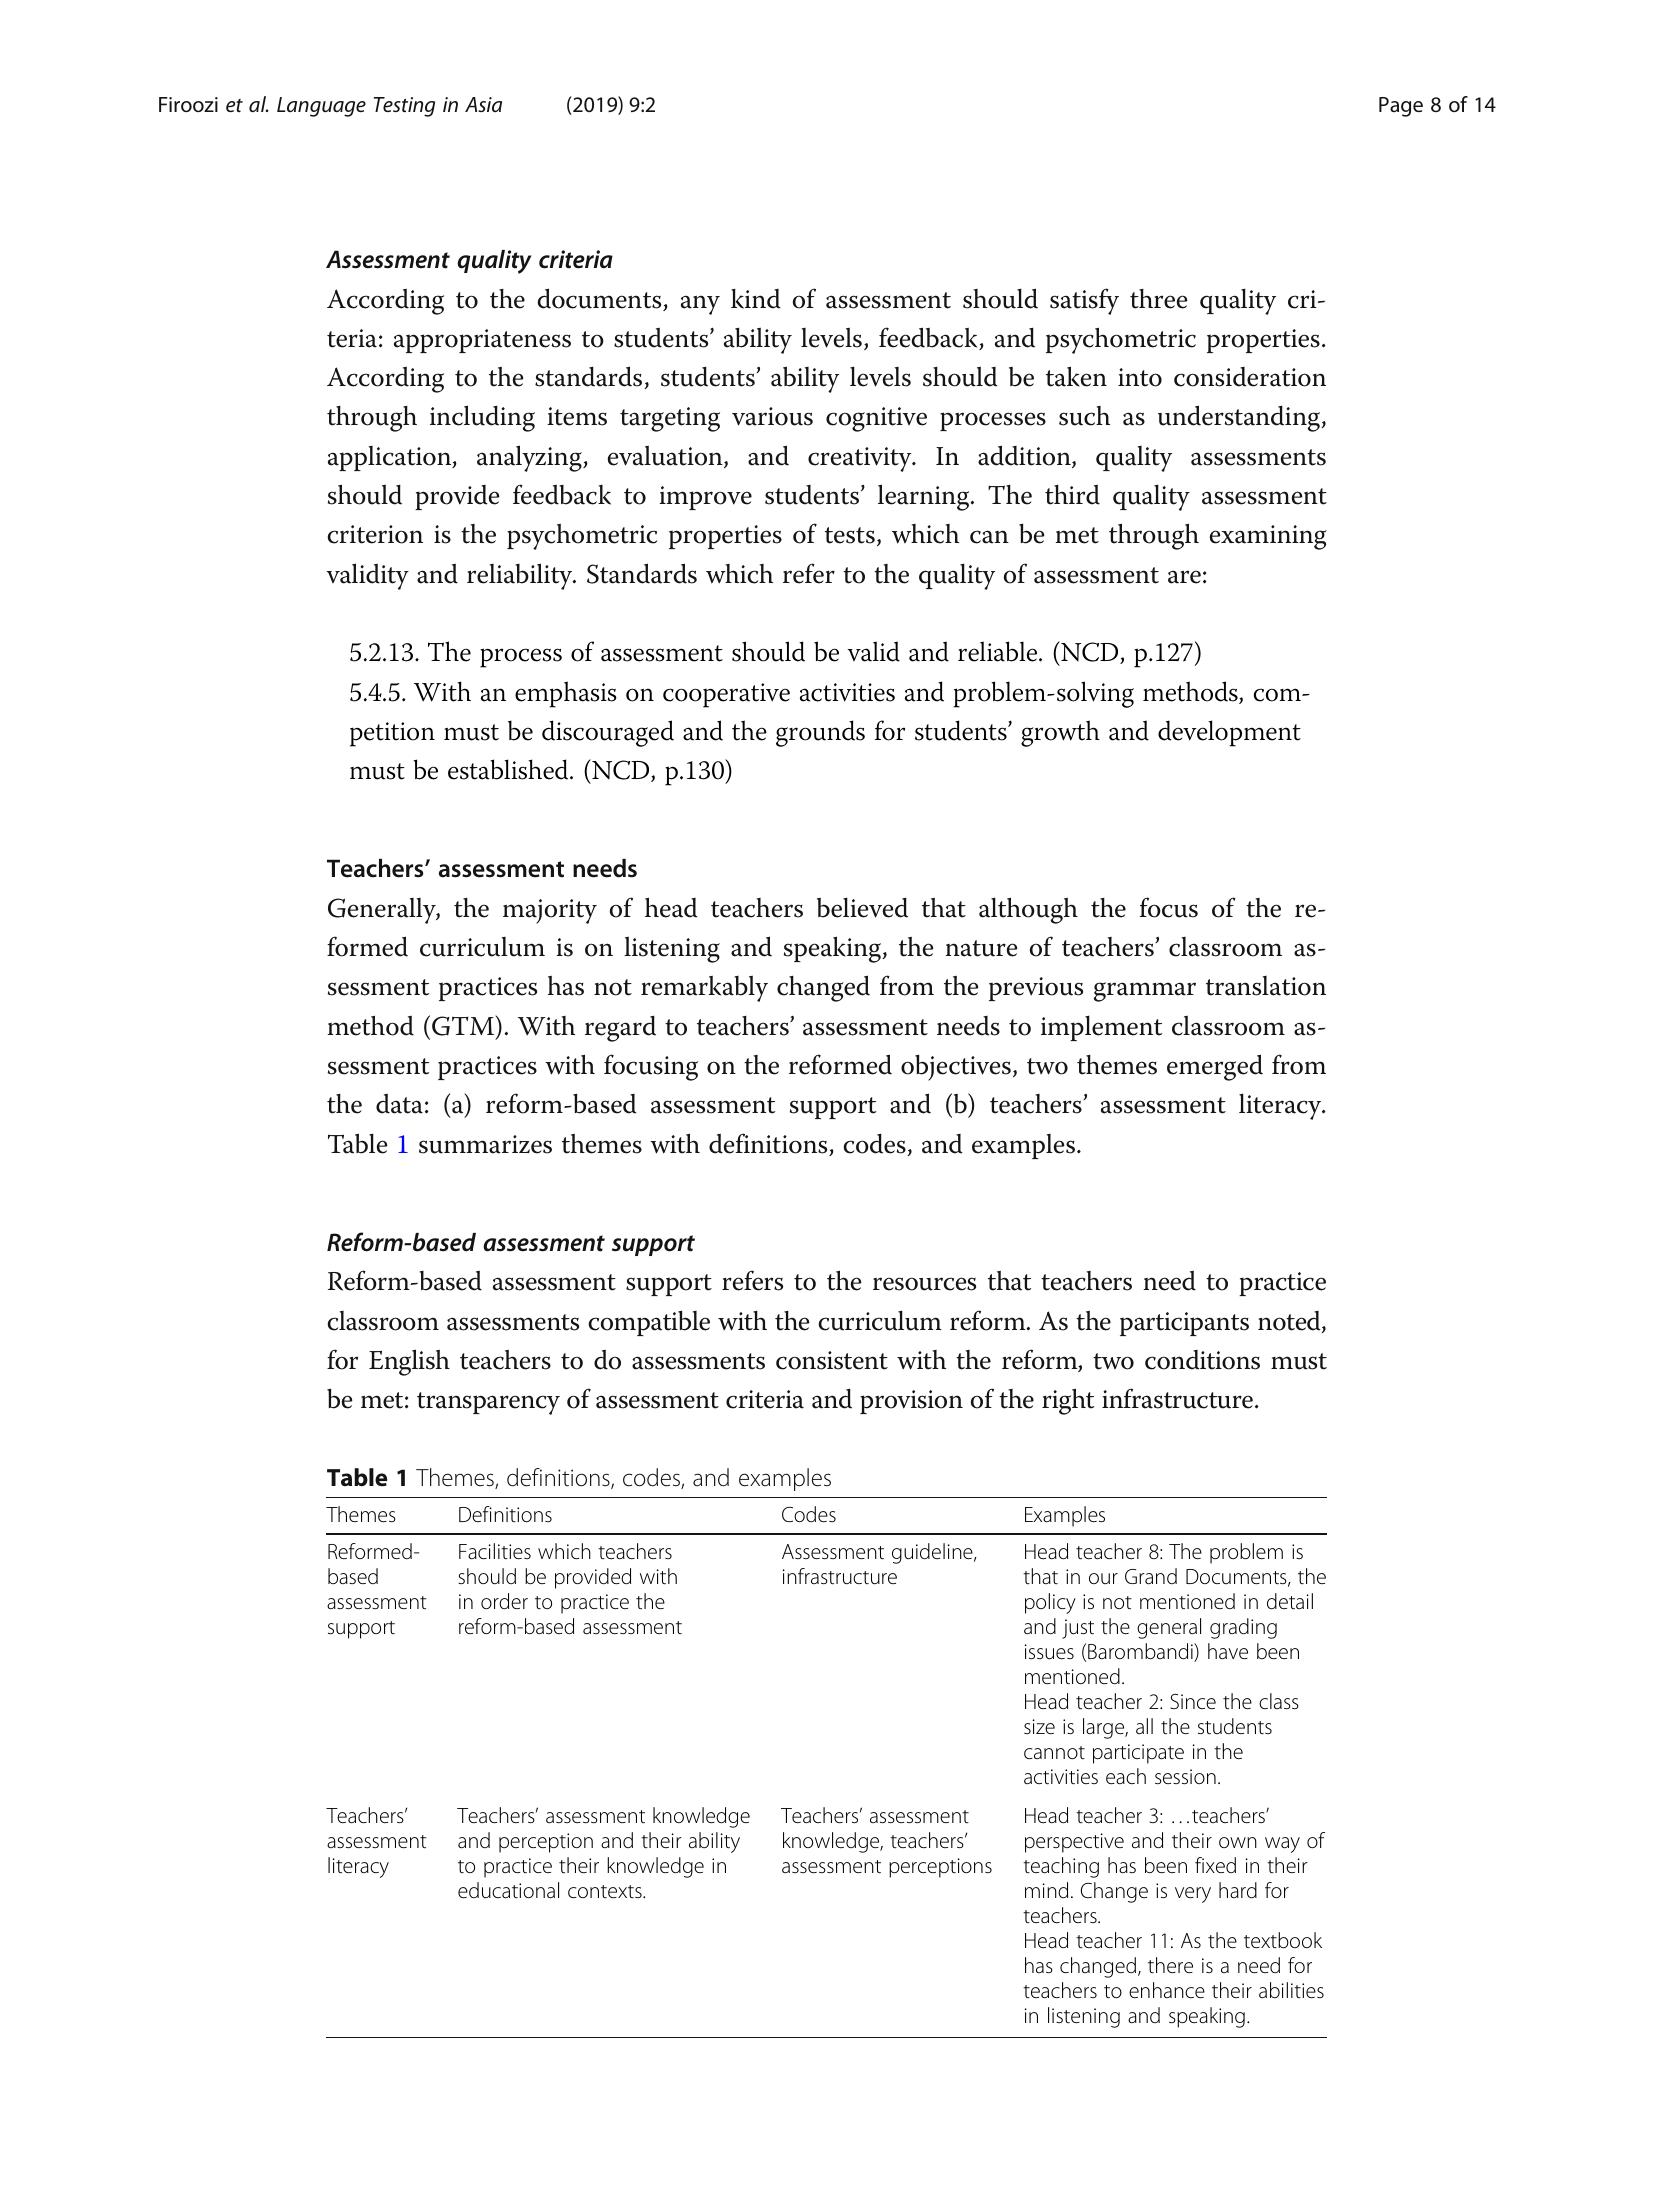 Firoozi et al. Language Testing in Asia (2019) 9:2 Page 8 of 14
Assessment quality criteria
According to the documents, any kind of assessment should satisfy three quality cri-
teria: appropriateness to students’ ability levels, feedback, and psychometric properties.
According to the standards, students’ ability levels should be taken into consideration
through including items targeting various cognitive processes such as understanding,
application, analyzing, evaluation, and creativity. In addition, quality assessments
should provide feedback to improve students’ learning. The third quality assessment
criterion is the psychometric properties of tests, which can be met through examining
validity and reliability. Standards which refer to the quality of assessment are:
5.2.13. The process of assessment should be valid and reliable. (NCD, p.127)
5.4.5. With an emphasis on cooperative activities and problem-solving methods, com-
petition must be discouraged and the grounds for students’ growth and development
must be established. (NCD, p.130)
Teachers’ assessment needs
Generally, the majority of head teachers believed that although the focus of the re-
formed curriculum is on listening and speaking, the nature of teachers’ classroom as-
sessment practices has not remarkably changed from the previous grammar translation
method (GTM). With regard to teachers’ assessment needs to implement classroom as-
sessment practices with focusing on the reformed objectives, two themes emerged from
the data: (a) reform-based assessment support and (b) teachers’ assessment literacy.
Table 1 summarizes themes with definitions, codes, and examples.
Reform-based assessment support
Reform-based assessment support refers to the resources that teachers need to practice
classroom assessments compatible with the curriculum reform. As the participants noted,
for English teachers to do assessments consistent with the reform, two conditions must
be met: transparency of assessment criteria and provision of the right infrastructure.
Table 1 Themes, definitions, codes, and examples
Themes Definitions Codes Examples
Reformed-
based
assessment
support
Facilities which teachers
should be provided with
in order to practice the
reform-based assessment
Assessment guideline,
infrastructure
Head teacher 8: The problem is
that in our Grand Documents, the
policy is not mentioned in detail
and just the general grading
issues (Barombandi) have been
mentioned.
Head teacher 2: Since the class
size is large, all the students
cannot participate in the
activities each session.
Teachers’
assessment
literacy
Teachers’ assessment knowledge
and perception and their ability
to practice their knowledge in
educational contexts.
Teachers’ assessment
knowledge, teachers’
assessment perceptions
Head teacher 3: …teachers’
perspective and their own way of
teaching has been fixed in their
mind. Change is very hard for
teachers.
Head teacher 11: As the textbook
has changed, there is a need for
teachers to enhance their abilities
in listening and speaking.